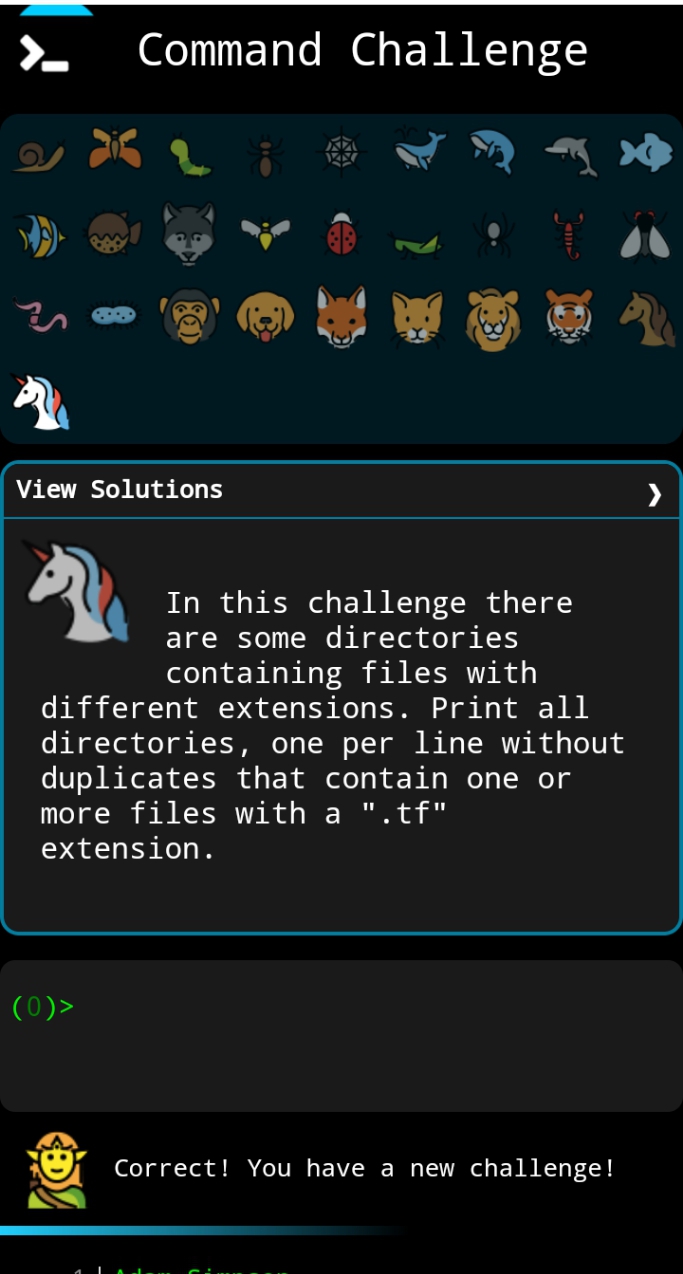 Command Challenge
View Solutions
In this challenge there
are some directories
containing files with
different extensions. Print all
directories, one per line without
duplicates that contain one or
more files with a ".tf"
extension.
(0)>
Correct! You have a new challenge!